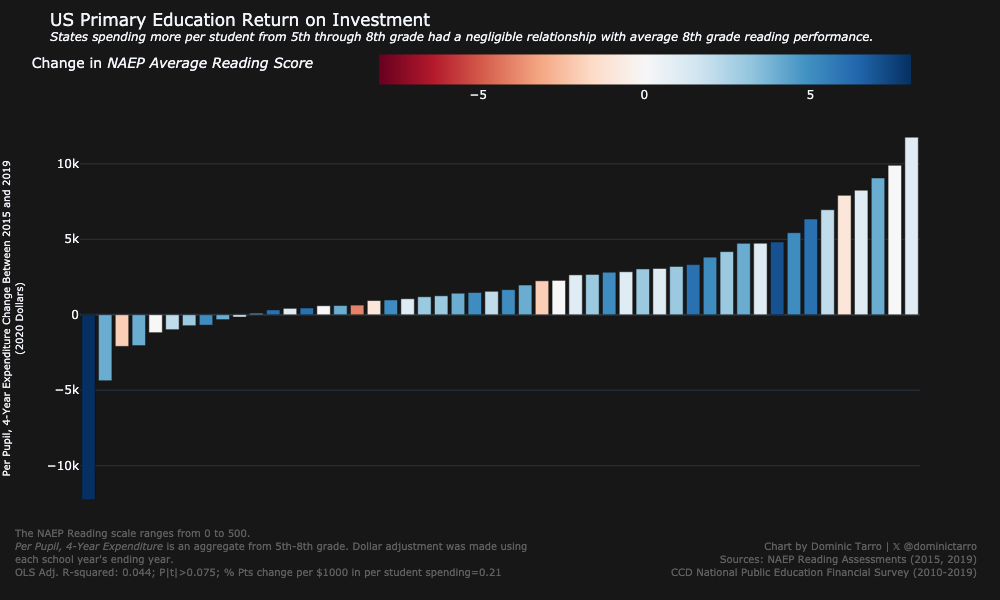 US Primary Education Return on Investment
States spending more per student from 5th through 8th grade had a negligible relationship with average 8th grade reading performance.
Change in NAEP Average Reading Score
−5
0
5
Per Pupil, 4-Year Expenditure Change Between 2015 and 2019
(2020 Dollars)
10k
5k
0
−5k
−10k
The NAEP Reading scale ranges from 0 to 500.
Per Pupil, 4-Year Expenditure is an aggregate from 5th-8th grade. Dollar adjustment was made using
each school year's ending year.
OLS Adj. R-squared: 0.044; P|t|>0.075; % Pts change per $1000 in per student spending=0.21
Chart by Dominic Tarro | 𝕏 @dominictarro
Sources: NAEP Reading Assessments (2015, 2019)
CCD National Public Education Financial Survey (2010-2019)